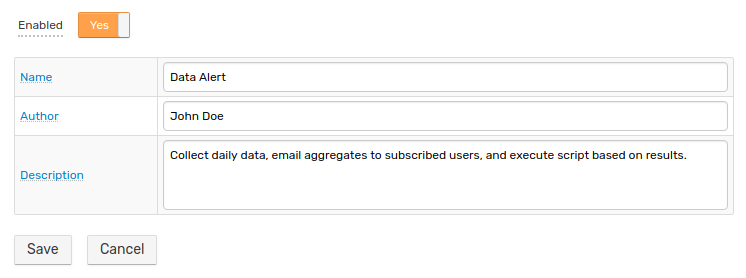 Enabled Yes
Name Data Alert
Author John Doe
Description Collect daily data, email aggregates to subscribed users, and execute script based on results.
Save Cancel